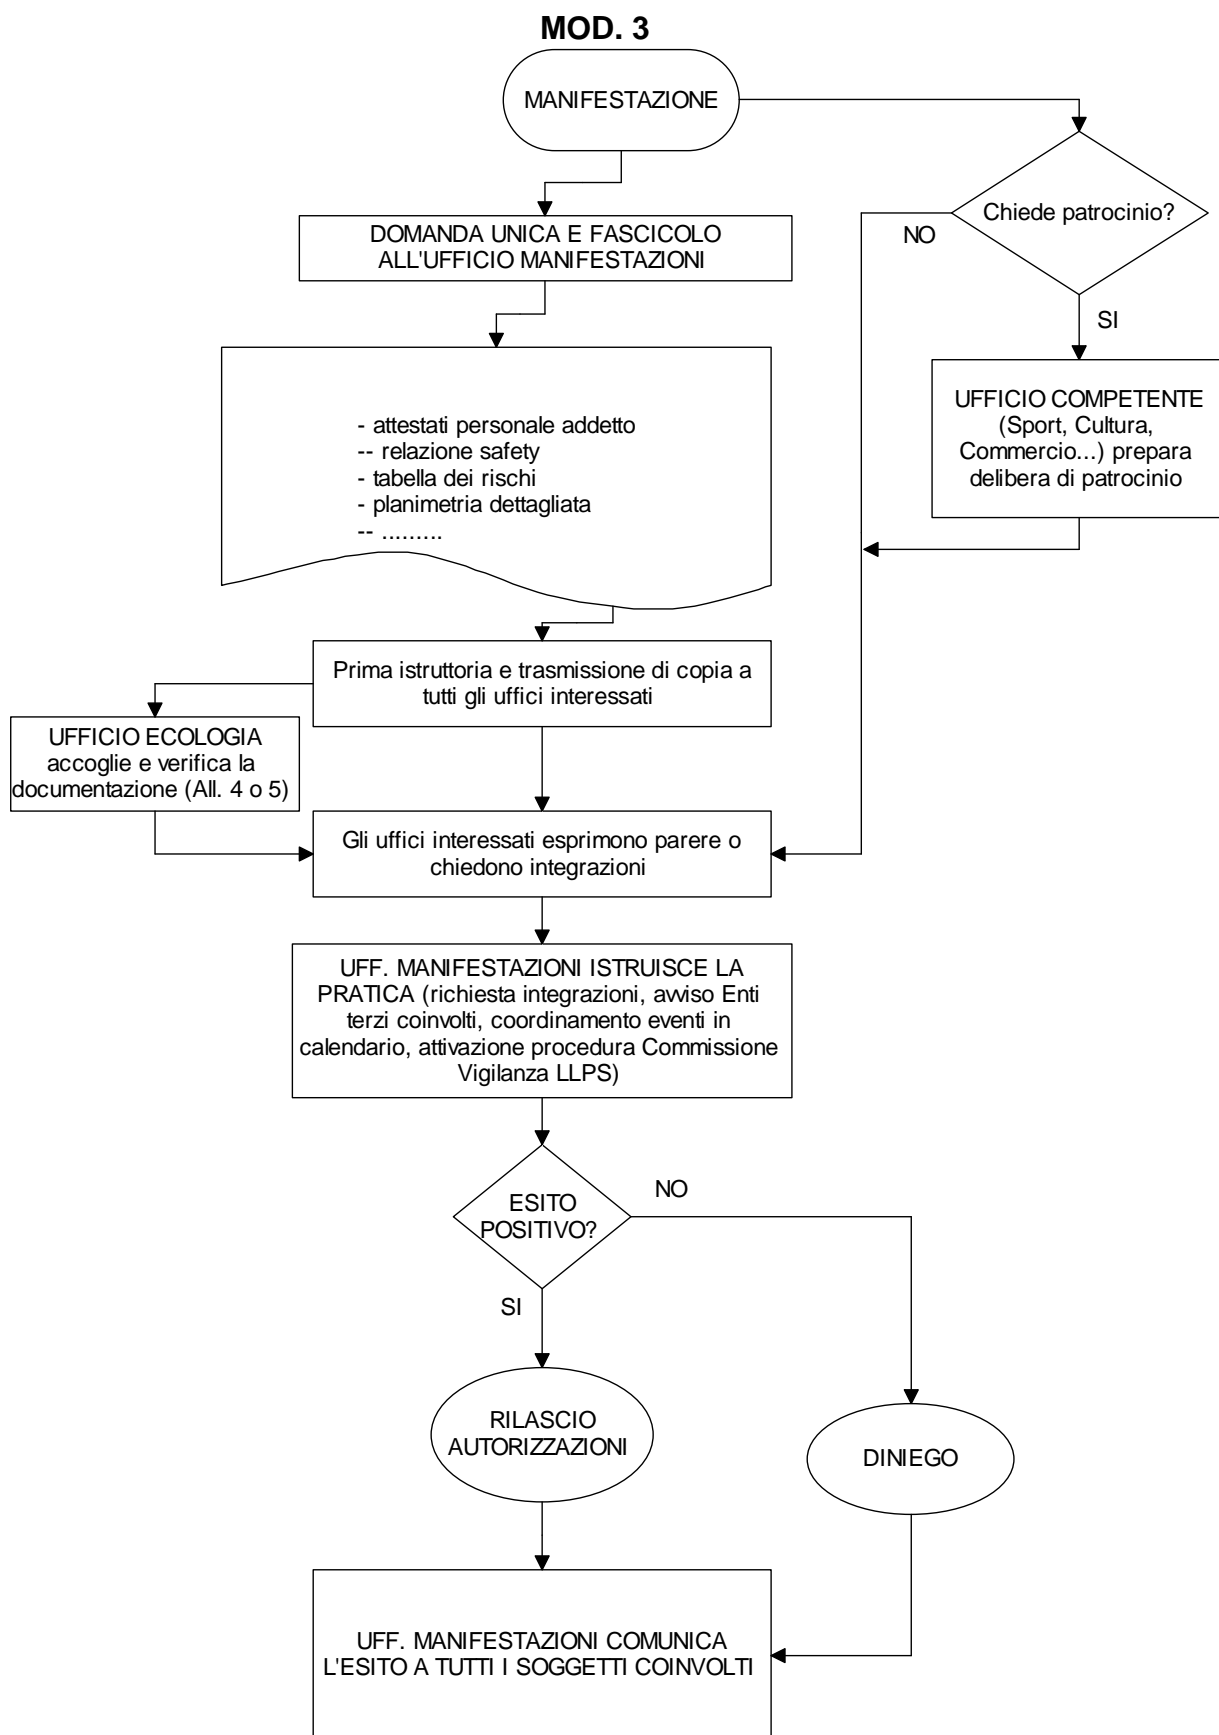 MOD. 3
MANIFESTAZIONE
Chiede patrocinio?
NO
SI
DOMANDA UNICA E FASCICOLO
ALL'UFFICIO MANIFESTAZIONI
UFFICIO COMPETENTE
(Sport, Cultura,
Commercio...) prepara
delibera di patrocinio
- attestati personale addetto
-- relazione safety
- tabella dei rischi
- planimetria dettagliata
-- .........
Prima istruttoria e trasmissione di copia a
tutti gli uffici interessati
UFFICIO ECOLOGIA
accoglie e verifica la
documentazione (All. 4 o 5)
Gli uffici interessati esprimono parere o
chiedono integrazioni
UFF. MANIFESTAZIONI ISTRUISCE LA
PRATICA (richiesta integrazioni, avviso Enti
terzi coinvolti, coordinamento eventi in
calendario, attivazione procedura Commissione
Vigilanza LLPS)
ESITO
POSITIVO?
NO
SI
RILASCIO
AUTORIZZAZIONI
DINIEGO
UFF. MANIFESTAZIONI COMUNICA
L'ESITO A TUTTI I SOGGETTI COINVOLTI